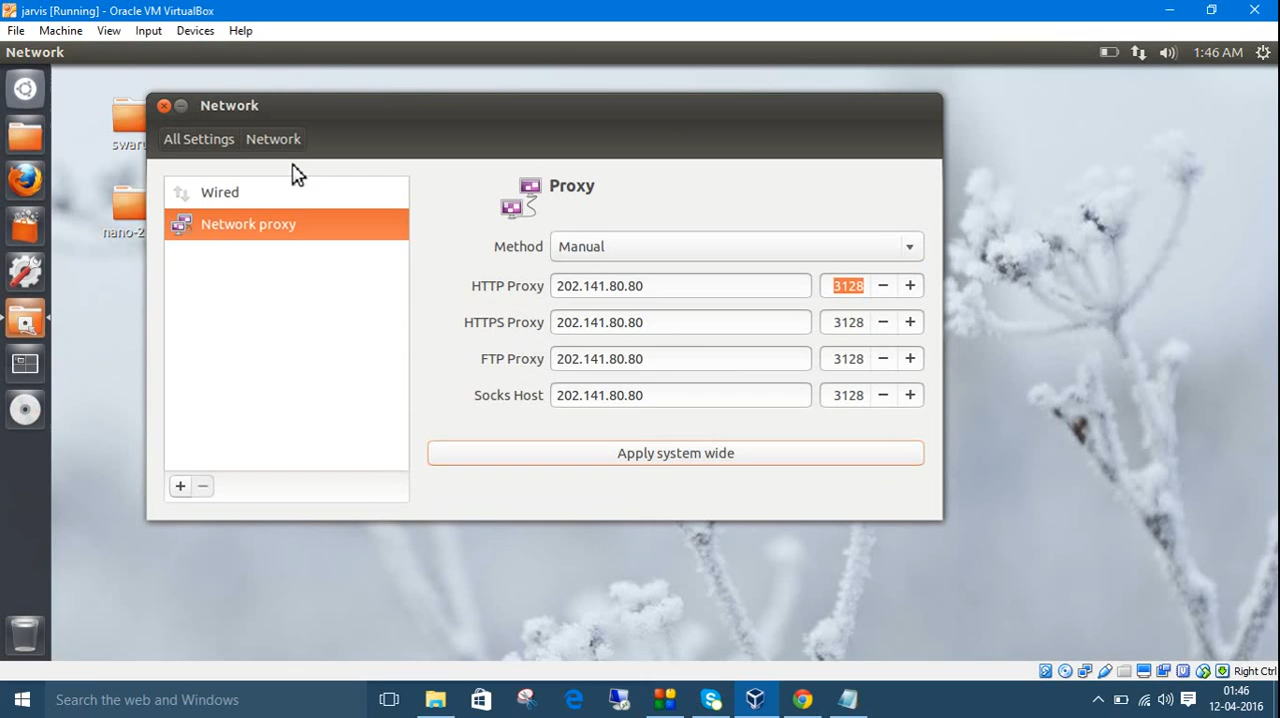 jarvis [Running] - Oracle VM VirtualBox
File Machine View Input Devices Help
Network 1:46 AM
Network
All Settings Network
Wired
Network proxy
Proxy
Method Manual
HTTP Proxy 202.141.80.80 3128
HTTPS Proxy 202.141.80.80 3128
FTP Proxy 202.141.80.80 3128
Socks Host 202.141.80.80 3128
Apply system wide
swar
nano-2
Right Ctrl
Search the web and Windows
01:46
12-04-2016